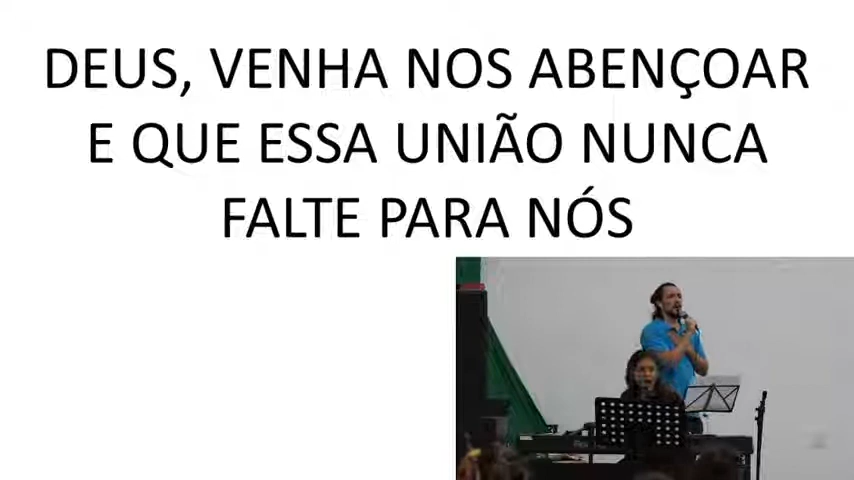 DEUS, VENHA NOS ABENÇOAR
E QUE ESSA UNIÃO NUNCA
FALTE PARA NÓS